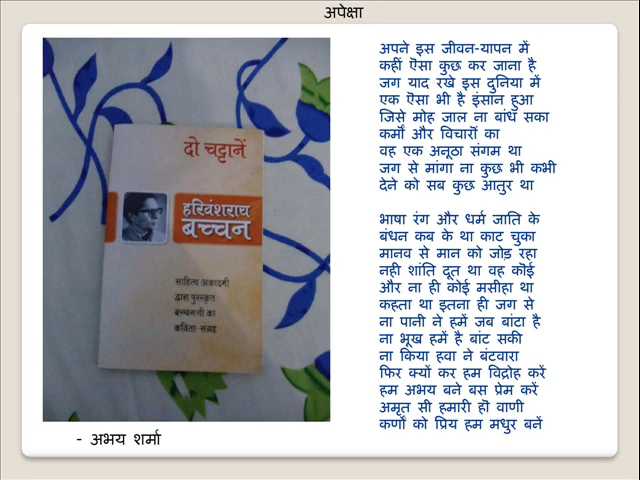 अपेक्षा
दो चट्टानें
हरिवंशराय
बच्चन
साहित्य अकादमी
द्वारा पुरस्कृत
बच्चनजी का
कविता-संग्रह
- अभय शर्मा
अपने इस जीवन-यापन में
कहीं ऎसा कुछ कर जाना है
जग याद रखे इस दुनिया में
एक ऎसा भी है इंसान हुआ
जिसे मोह जाल ना बांध सका
कर्मों और विचारॊं का
वह एक अनूठा संगम था
जग से मांगा ना कुछ भी कभी
देने को सब कुछ आतुर था
भाषा रंग और धर्म जाति के
बंधन कब के था काट चुका
मानव से मान को जोड़ रहा
नही शांति दूत था वह कॊई
और ना ही कोई मसीहा था
कहता था इतना ही जग से
ना पानी ने हमें जब बांटा है
ना भूख हमें है बांट सकी
ना किया हवा ने बंटवारा
फिर क्यों कर हम विद्रोह करें
हम अभय बने बस प्रेम करें
अमृत सी हमारी हॊ वाणी
कर्णों को प्रिय हम मधुर बनें